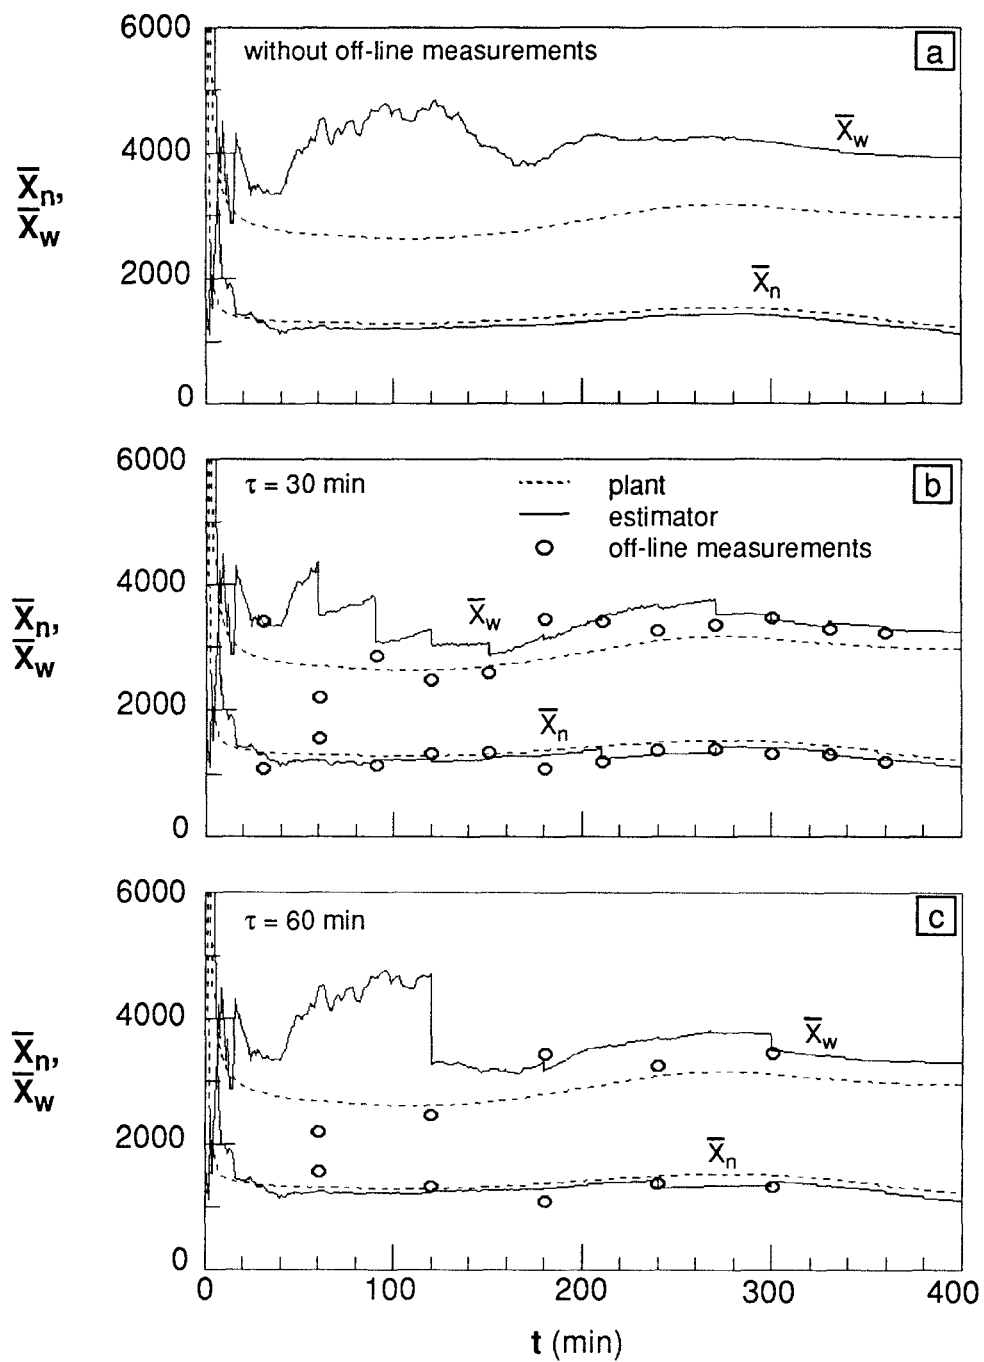 6000
without off-line measurements
a
4000
X̄w
X̄n,
X̄w
2000
X̄n
0
6000
τ = 30 min
b
plant
estimator
off-line measurements
4000
X̄w
X̄n,
X̄w
2000
X̄n
0
6000
τ = 60 min
c
4000
X̄w
X̄n,
X̄w
2000
X̄n
0
0 100 200 300 400
t (min)